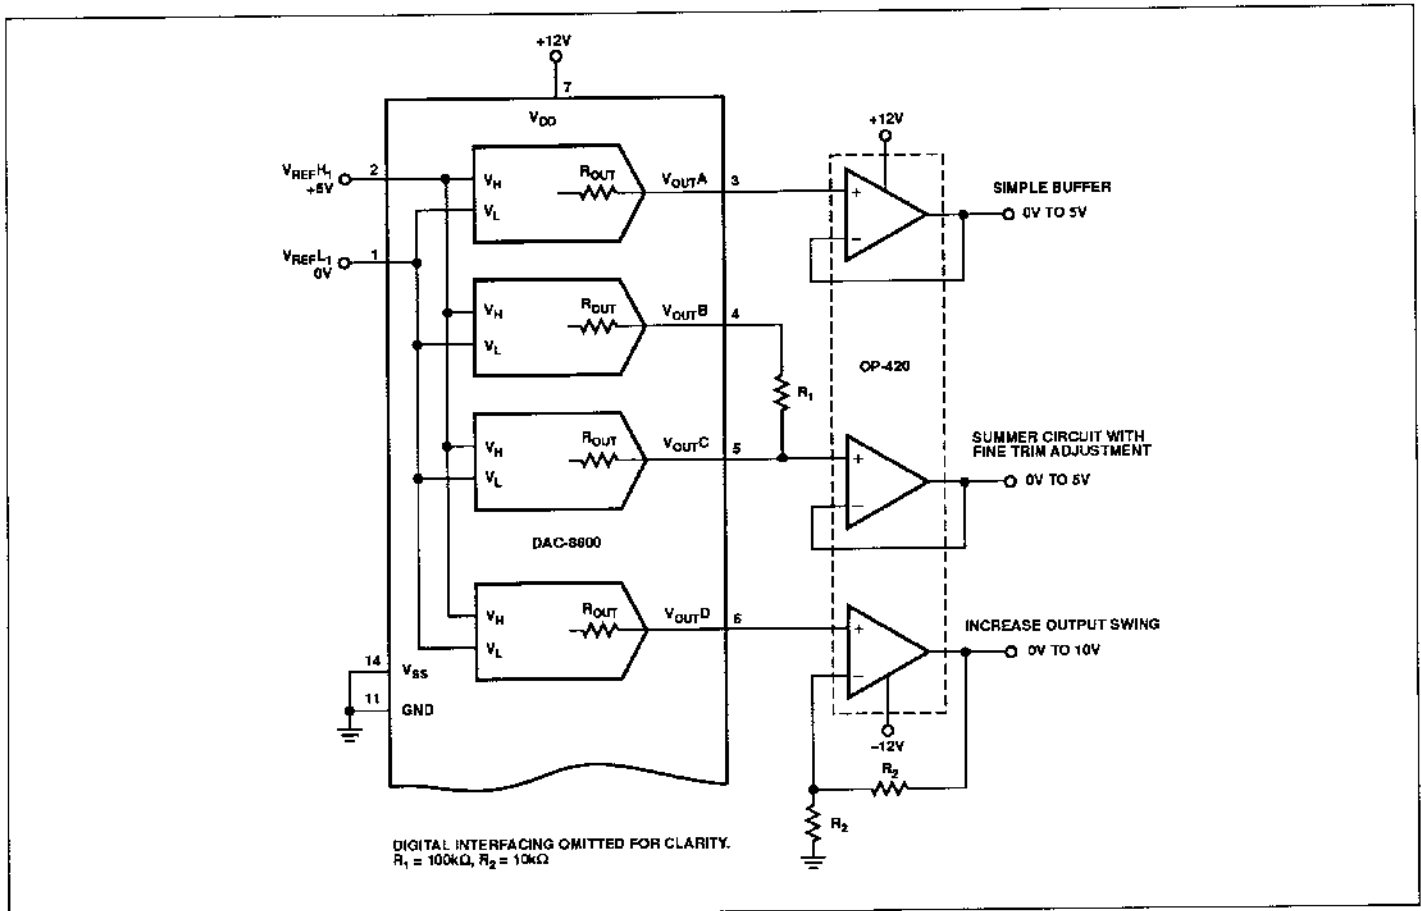 +12V
7
VDD
+12V
VREFH1
+5V
2
VH
VL
ROUT
VOUTA
3
+
−
SIMPLE BUFFER
0V TO 5V
VREFL1
0V
1
VH
VL
ROUT
VOUTB
4
OP-420
R1
VH
VL
ROUT
VOUTC
5
+
−
SUMMER CIRCUIT WITH
FINE TRIM ADJUSTMENT
0V TO 5V
DAC-8800
VH
VL
ROUT
VOUTD
6
+
−
INCREASE OUTPUT SWING
0V TO 10V
14
VSS
11
GND
−12V
R2
R2
DIGITAL INTERFACING OMITTED FOR CLARITY.
R1 = 100kΩ, R2 = 10kΩ